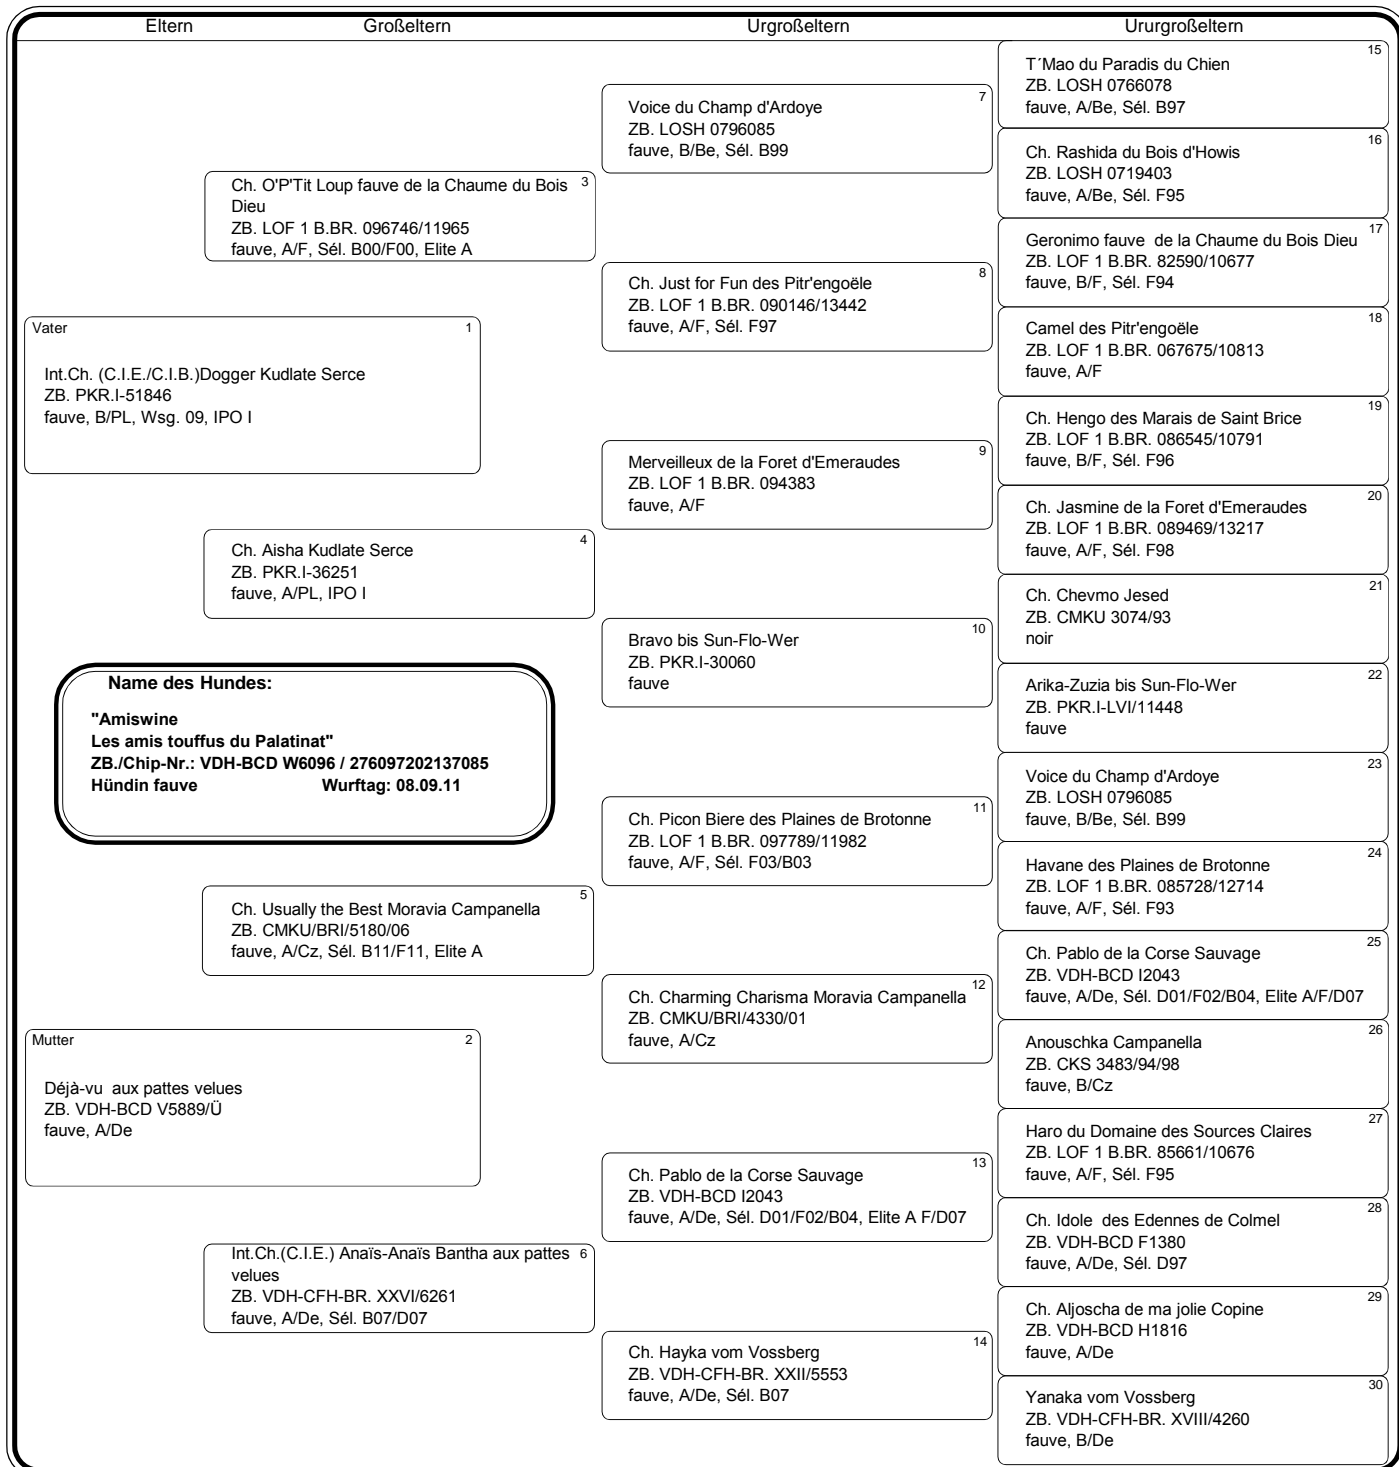 Eltern Großeltern Urgroßeltern Ururgroßeltern
Vater 1
Int.Ch. (C.I.E./C.I.B.)Dogger Kudlate Serce
ZB. PKR.I-51846
fauve, B/PL, Wsg. 09, IPO I
Mutter 2
Déjà-vu aux pattes velues
ZB. VDH-BCD V5889/Ü
fauve, A/De
Name des Hundes:
"Amiswine
Les amis touffus du Palatinat"
ZB./Chip-Nr.: VDH-BCD W6096 / 276097202137085
Hündin fauve Wurftag: 08.09.11
3
Ch. O'P'Tit Loup fauve de la Chaume du Bois
Dieu
ZB. LOF 1 B.BR. 096746/11965
fauve, A/F, Sél. B00/F00, Elite A
4
Ch. Aisha Kudlate Serce
ZB. PKR.I-36251
fauve, A/PL, IPO I
5
Ch. Usually the Best Moravia Campanella
ZB. CMKU/BRI/5180/06
fauve, A/Cz, Sél. B11/F11, Elite A
6
Int.Ch.(C.I.E.) Anaïs-Anaïs Bantha aux pattes
velues
ZB. VDH-CFH-BR. XXVI/6261
fauve, A/De, Sél. B07/D07
7
Voice du Champ d'Ardoye
ZB. LOSH 0796085
fauve, B/Be, Sél. B99
8
Ch. Just for Fun des Pitr'engoële
ZB. LOF 1 B.BR. 090146/13442
fauve, A/F, Sél. F97
9
Merveilleux de la Foret d'Emeraudes
ZB. LOF 1 B.BR. 094383
fauve, A/F
10
Bravo bis Sun-Flo-Wer
ZB. PKR.I-30060
fauve
11
Ch. Picon Biere des Plaines de Brotonne
ZB. LOF 1 B.BR. 097789/11982
fauve, A/F, Sél. F03/B03
12
Ch. Charming Charisma Moravia Campanella
ZB. CMKU/BRI/4330/01
fauve, A/Cz
13
Ch. Pablo de la Corse Sauvage
ZB. VDH-BCD I2043
fauve, A/De, Sél. D01/F02/B04, Elite A F/D07
14
Ch. Hayka vom Vossberg
ZB. VDH-CFH-BR. XXII/5553
fauve, A/De, Sél. B07
15
T´Mao du Paradis du Chien
ZB. LOSH 0766078
fauve, A/Be, Sél. B97
16
Ch. Rashida du Bois d'Howis
ZB. LOSH 0719403
fauve, A/Be, Sél. F95
17
Geronimo fauve de la Chaume du Bois Dieu
ZB. LOF 1 B.BR. 82590/10677
fauve, B/F, Sél. F94
18
Camel des Pitr'engoële
ZB. LOF 1 B.BR. 067675/10813
fauve, A/F
19
Ch. Hengo des Marais de Saint Brice
ZB. LOF 1 B.BR. 086545/10791
fauve, B/F, Sél. F96
20
Ch. Jasmine de la Foret d'Emeraudes
ZB. LOF 1 B.BR. 089469/13217
fauve, A/F, Sél. F98
21
Ch. Chevmo Jesed
ZB. CMKU 3074/93
noir
22
Arika-Zuzia bis Sun-Flo-Wer
ZB. PKR.I-LVI/11448
fauve
23
Voice du Champ d'Ardoye
ZB. LOSH 0796085
fauve, B/Be, Sél. B99
24
Havane des Plaines de Brotonne
ZB. LOF 1 B.BR. 085728/12714
fauve, A/F, Sél. F93
25
Ch. Pablo de la Corse Sauvage
ZB. VDH-BCD I2043
fauve, A/De, Sél. D01/F02/B04, Elite A/F/D07
26
Anouschka Campanella
ZB. CKS 3483/94/98
fauve, B/Cz
27
Haro du Domaine des Sources Claires
ZB. LOF 1 B.BR. 85661/10676
fauve, A/F, Sél. F95
28
Ch. Idole des Edennes de Colmel
ZB. VDH-BCD F1380
fauve, A/De, Sél. D97
29
Ch. Aljoscha de ma jolie Copine
ZB. VDH-BCD H1816
fauve, A/De
30
Yanaka vom Vossberg
ZB. VDH-CFH-BR. XVIII/4260
fauve, B/De